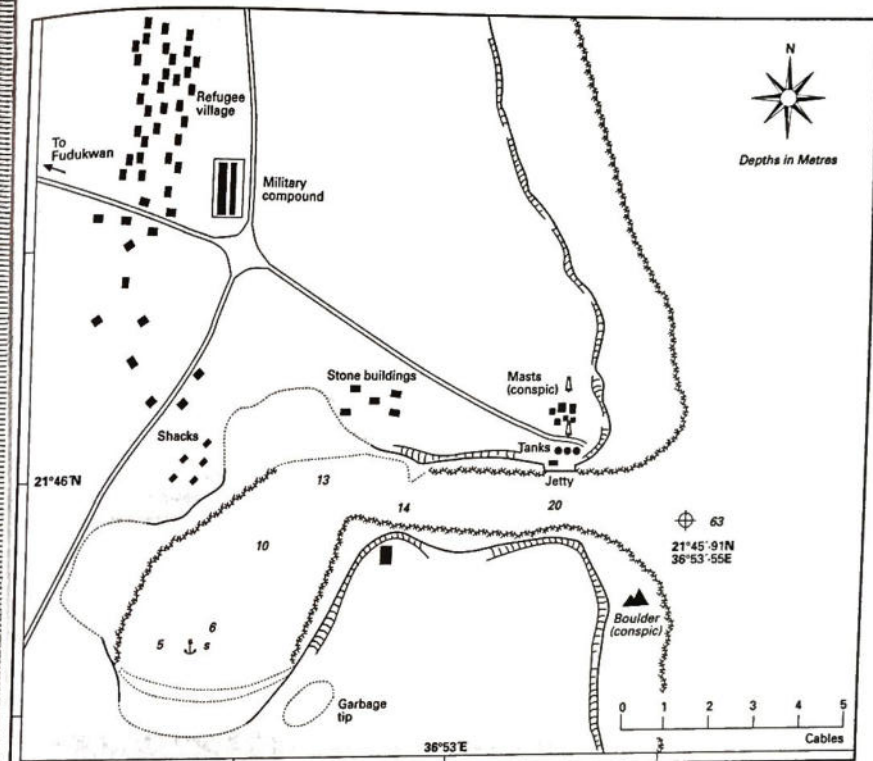 N
Depths in Metres
Refugee
village
To
Fudukwan
Military
compound
Stone buildings
Masts
(conspic)
Shacks
Tanks
Jetty
21°46´N
13
14
20
63
21°45´·91N
36°53´·55E
10
Boulder
(conspic)
5
6
s
Garbage
tip
0 1 2 3 4 5
Cables
36°53´E